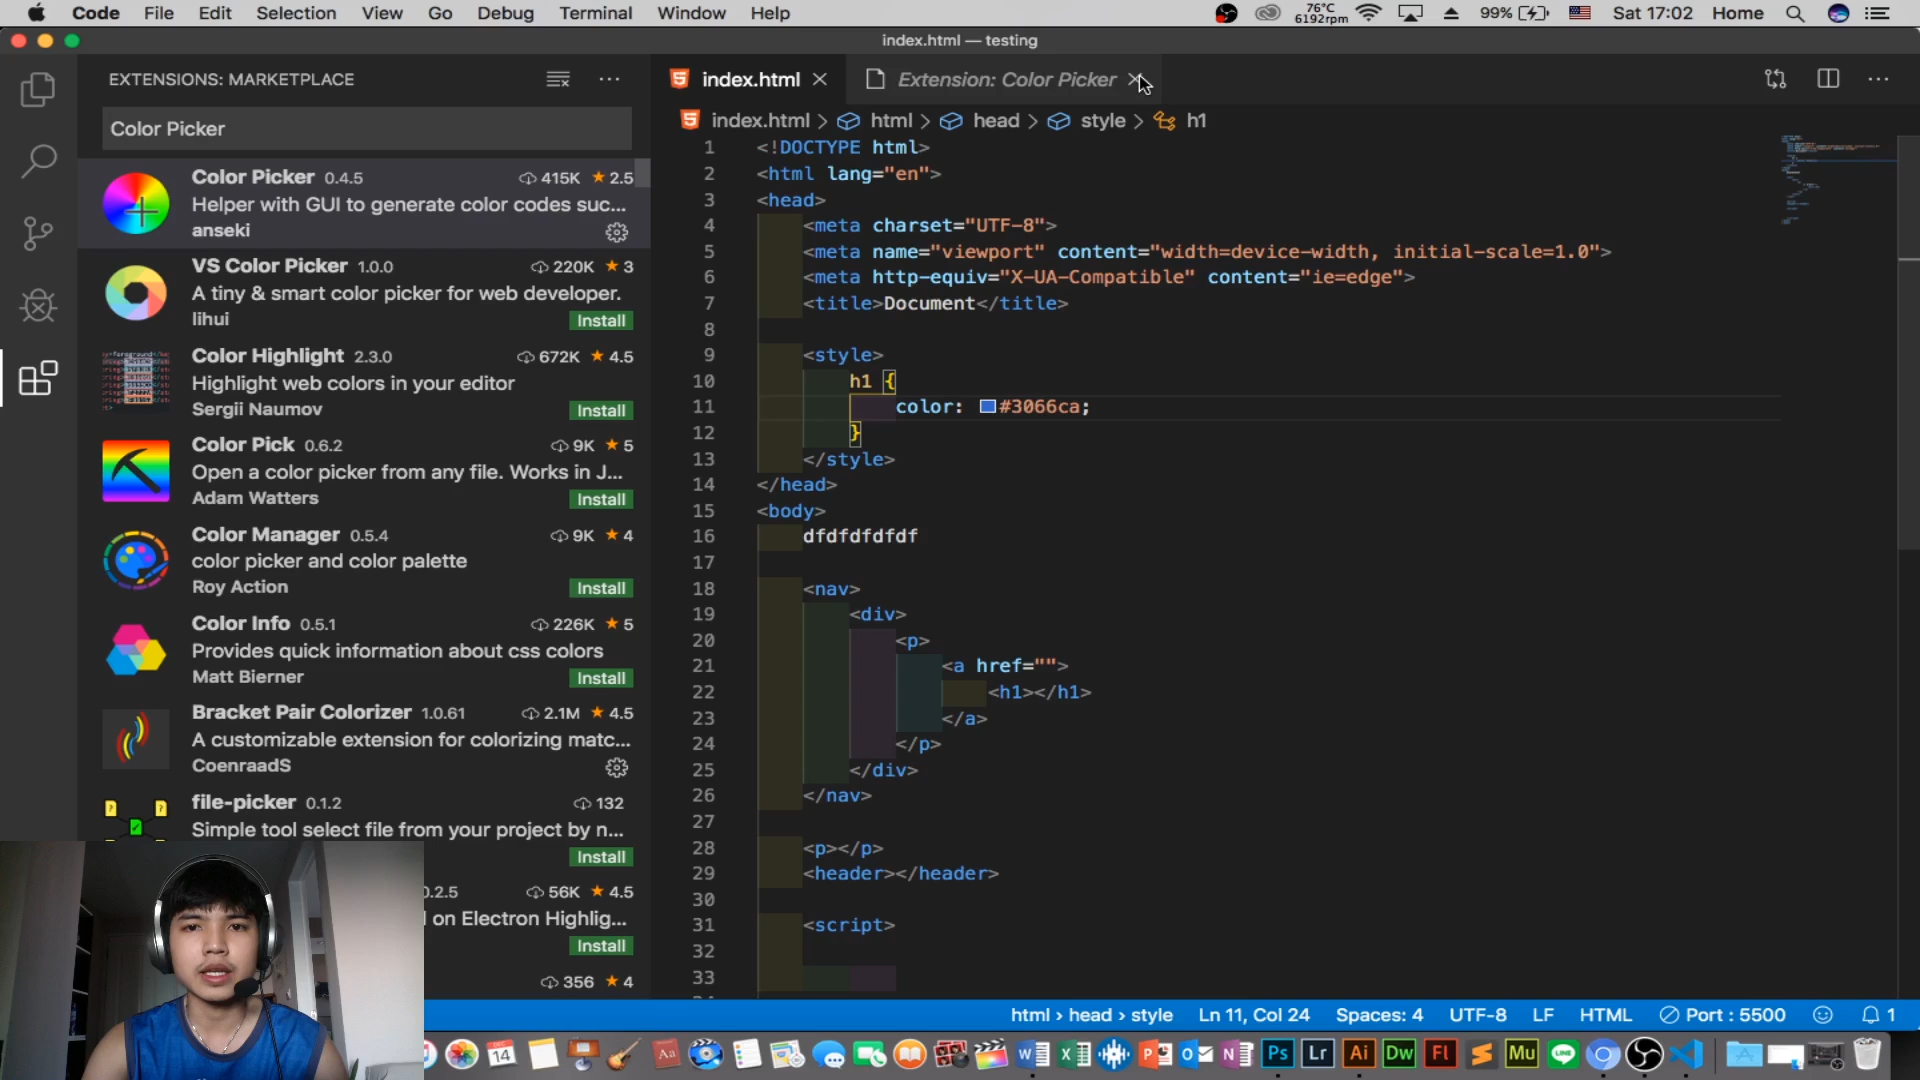 Code File Edit Selection View Go Debug Terminal Window Help 76°C 6192rpm 99% Sat 17:02 Home
index.html — testing
EXTENSIONS: MARKETPLACE
Color Picker
Color Picker 0.4.5 415K ★ 2.5
Helper with GUI to generate color codes suc...
anseki
VS Color Picker 1.0.0 220K ★ 3
A tiny & smart color picker for web developer.
lihui Install
Color Highlight 2.3.0 672K ★ 4.5
Highlight web colors in your editor
Sergii Naumov Install
Color Pick 0.6.2 9K ★ 5
Open a color picker from any file. Works in J...
Adam Watters Install
Color Manager 0.5.4 9K ★ 4
color picker and color palette
Roy Action Install
Color Info 0.5.1 226K ★ 5
Provides quick information about css colors
Matt Bierner Install
Bracket Pair Colorizer 1.0.61 2.1M ★ 4.5
A customizable extension for colorizing matc...
CoenraadS
file-picker 0.1.2 132
Simple tool select file from your project by n...
Install
0.2.5 56K ★ 4.5
on Electron Highlig...
Install
356 ★ 4
index.html Extension: Color Picker
index.html > html > head > style > h1
1 <!DOCTYPE html>
2 <html lang="en">
3 <head>
4 <meta charset="UTF-8">
5 <meta name="viewport" content="width=device-width, initial-scale=1.0">
6 <meta http-equiv="X-UA-Compatible" content="ie=edge">
7 <title>Document</title>
8
9 <style>
10 h1 {
11 color: #3066ca;
12 }
13 </style>
14 </head>
15 <body>
16 dfdfdfdfdf
17
18 <nav>
19 <div>
20 <p>
21 <a href="">
22 <h1></h1>
23 </a>
24 </p>
25 </div>
26 </nav>
27
28 <p></p>
29 <header></header>
30
31 <script>
32
33
html > head > style Ln 11, Col 24 Spaces: 4 UTF-8 LF HTML Port : 5500 1
DEC 14 Aa W X P O N Ps Lr Ai Dw Fl S Mu LINE